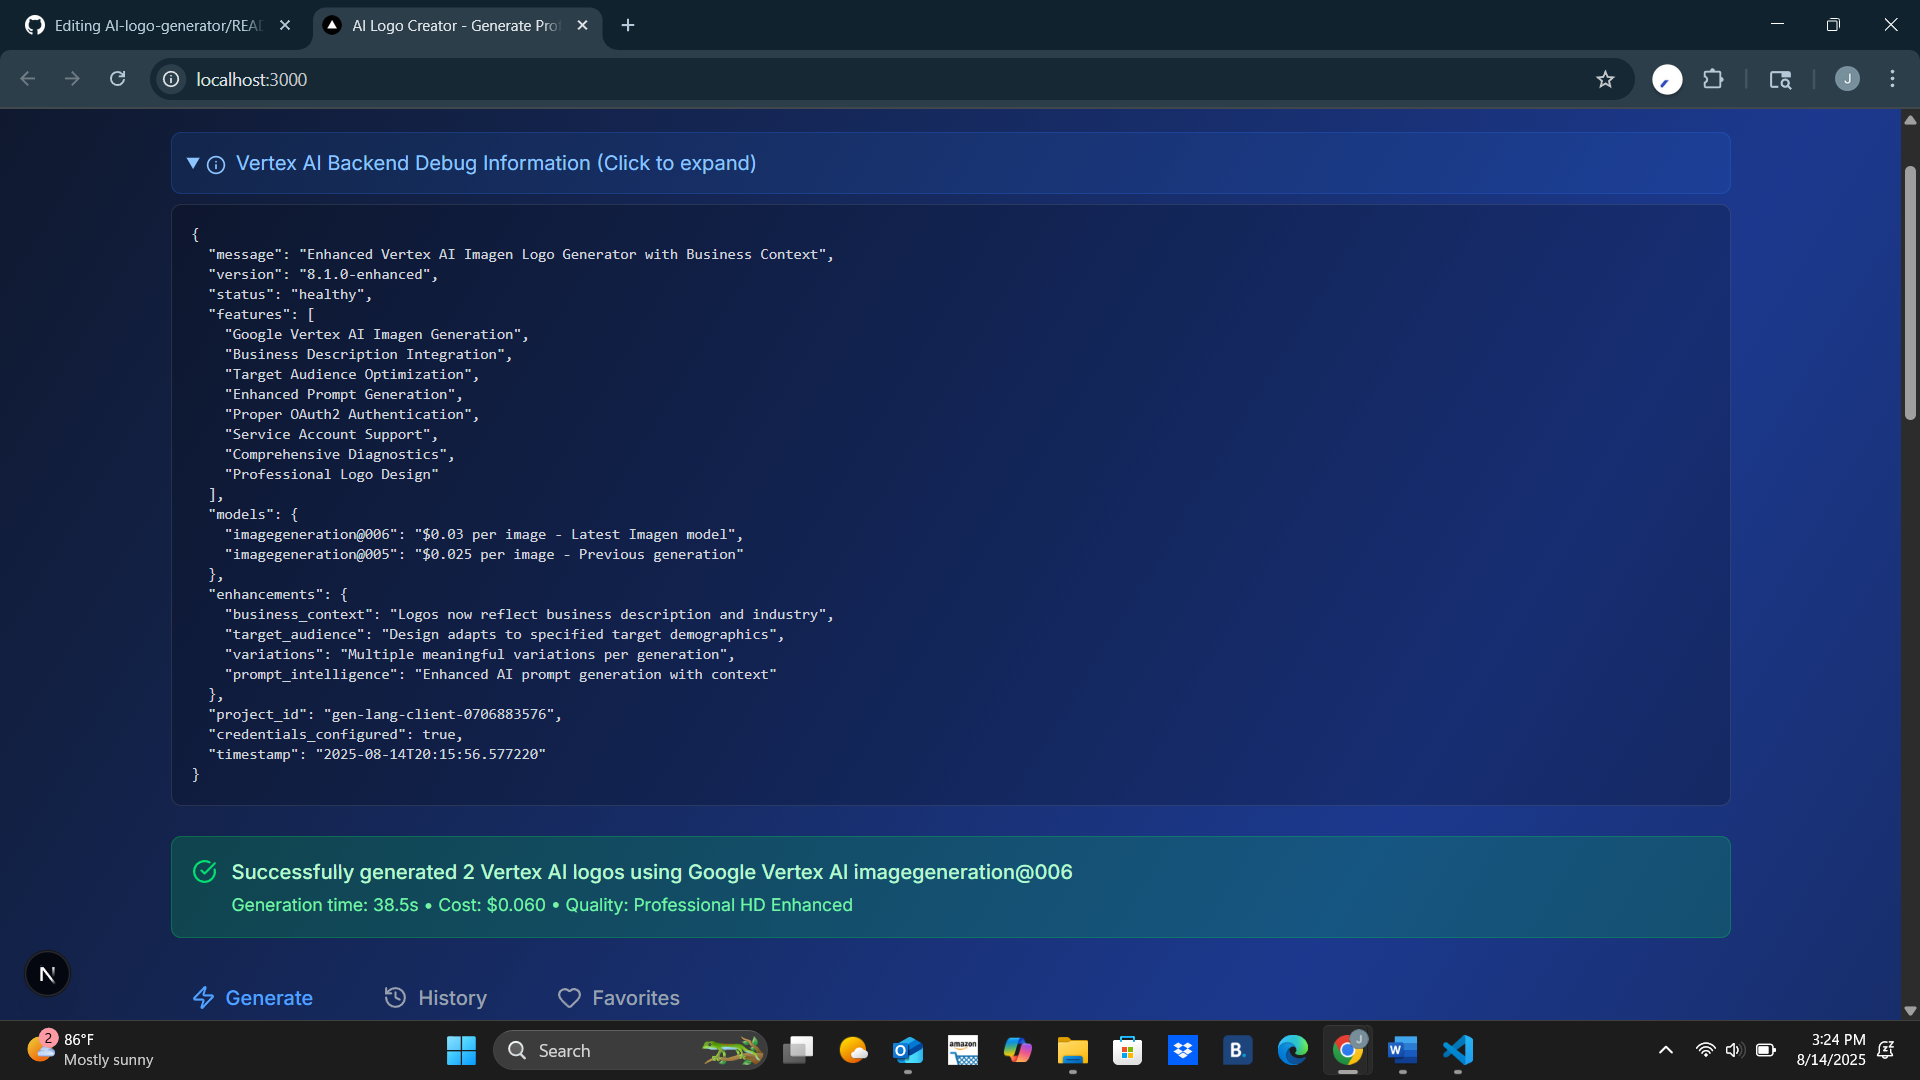 Editing AI-logo-generator/REA
AI Logo Creator - Generate Pro
localhost:3000
J
Vertex AI Backend Debug Information (Click to expand)
{
"message": "Enhanced Vertex AI Imagen Logo Generator with Business Context",
"version": "8.1.0-enhanced",
"status": "healthy",
"features": [
"Google Vertex AI Imagen Generation",
"Business Description Integration",
"Target Audience Optimization",
"Enhanced Prompt Generation",
"Proper OAuth2 Authentication",
"Service Account Support",
"Comprehensive Diagnostics",
"Professional Logo Design"
],
"models": {
"imagegeneration@006": "$0.03 per image - Latest Imagen model",
"imagegeneration@005": "$0.025 per image - Previous generation"
},
"enhancements": {
"business_context": "Logos now reflect business description and industry",
"target_audience": "Design adapts to specified target demographics",
"variations": "Multiple meaningful variations per generation",
"prompt_intelligence": "Enhanced AI prompt generation with context"
},
"project_id": "gen-lang-client-0706883576",
"credentials_configured": true,
"timestamp": "2025-08-14T20:15:56.577220"
}
Successfully generated 2 Vertex AI logos using Google Vertex AI imagegeneration@006
Generation time: 38.5s • Cost: $0.060 • Quality: Professional HD Enhanced
N
Generate
History
Favorites
2
86°F
Mostly sunny
Search
amazon
B.
J
W
3:24 PM
8/14/2025